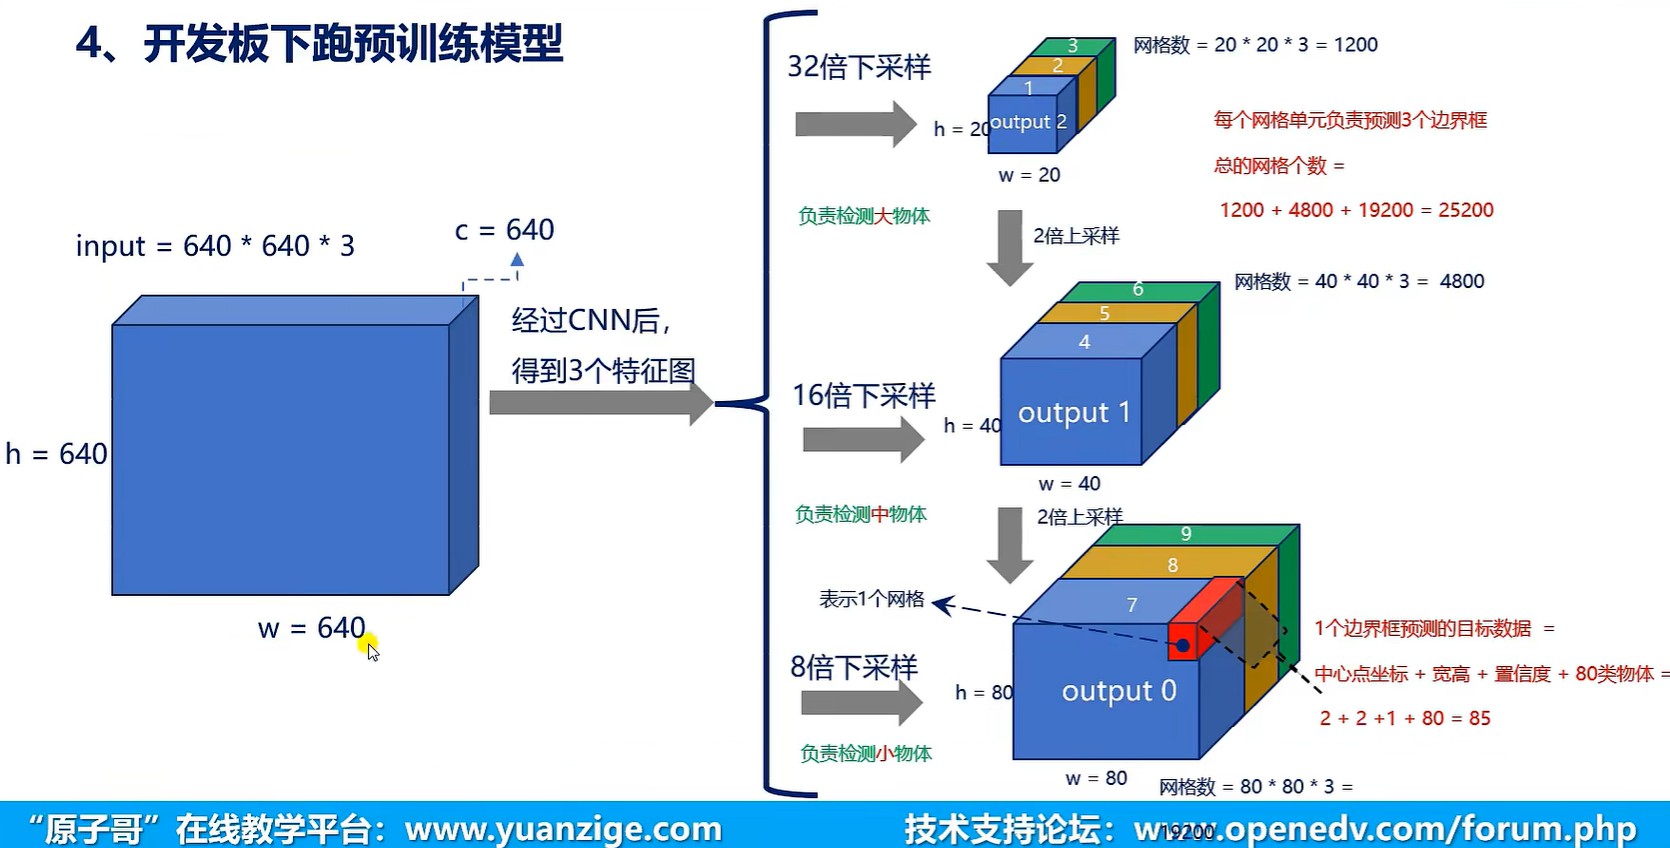 4、开发板下跑预训练模型
input = 640 * 640 * 3
c = 640
h = 640
w = 640
经过CNN后，
得到3个特征图
32倍下采样
负责检测大物体
h = 20
3
2
1
output 2
w = 20
网格数 = 20 * 20 * 3 = 1200
每个网格单元负责预测3个边界框
总的网格个数 =
1200 + 4800 + 19200 = 25200
2倍上采样
16倍下采样
负责检测中物体
h = 40
6
5
4
output 1
w = 40
网格数 = 40 * 40 * 3 = 4800
2倍上采样
表示1个网格
8倍下采样
负责检测小物体
h = 80
9
8
7
output 0
w = 80
网格数 = 80 * 80 * 3 =
19200
1个边界框预测的目标数据 =
中心点坐标 + 宽高 + 置信度 + 80类物体 =
2 + 2 +1 + 80 = 85
“原子哥”在线教学平台：www.yuanzige.com
技术支持论坛：www.openedv.com/forum.php